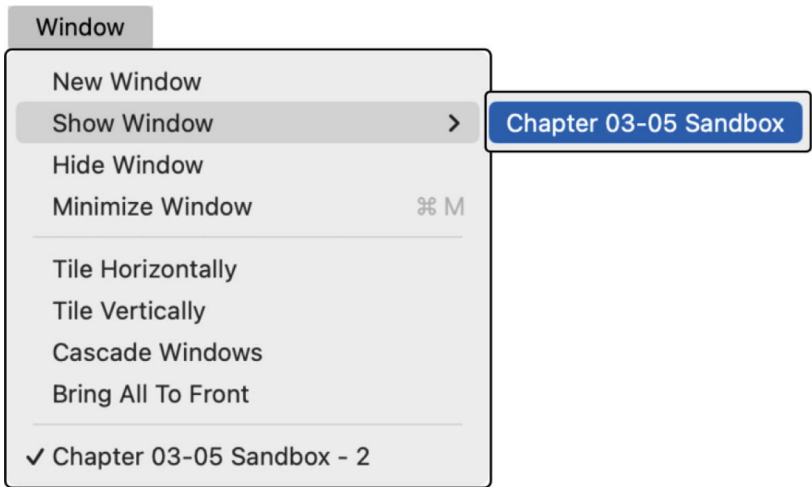 Window
New Window
Show Window > Chapter 03-05 Sandbox
Hide Window
Minimize Window ⌘ M
Tile Horizontally
Tile Vertically
Cascade Windows
Bring All To Front
✓ Chapter 03-05 Sandbox - 2